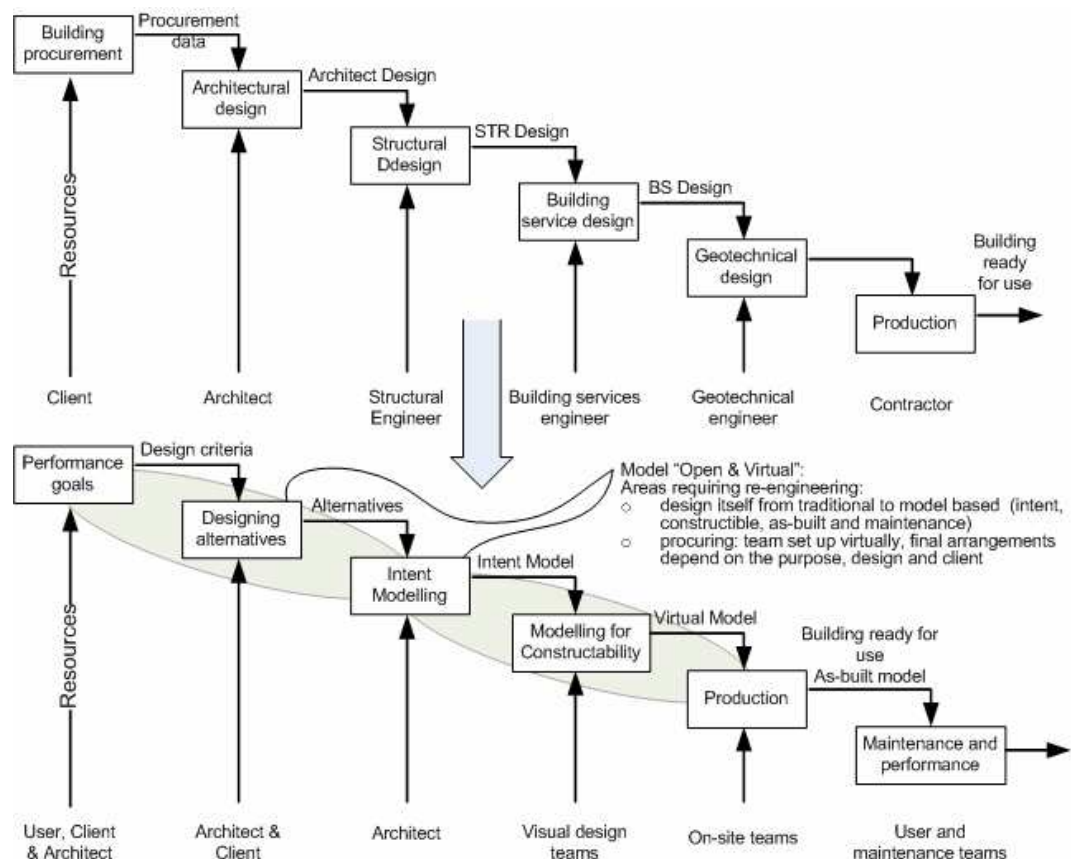 Building
procurement
Procurement
data
Architectural
design
Architect Design
Structural
Ddesign
STR Design
Building
service design
BS Design
Geotechnical
design
Building
ready
for use
Production
Resources
Client
Architect
Structural
Engineer
Building services
engineer
Geotechnical
engineer
Contractor
Performance
goals
Design criteria
Designing
alternatives
Alternatives
Intent
Modelling
Intent Model
Modelling for
Constructability
Virtual Model
Production
Building ready for
use
As-built model
Maintenance and
performance
Model “Open & Virtual”:
Areas requiring re-engineering:
◇ design itself from traditional to model based (intent,
constructible, as-built and maintenance)
○ procuring: team set up virtually, final arrangements
depend on the purpose, design and client
Resources
User, Client
& Architect
Architect &
Client
Architect
Visual design
teams
On-site teams
User and
maintenance teams